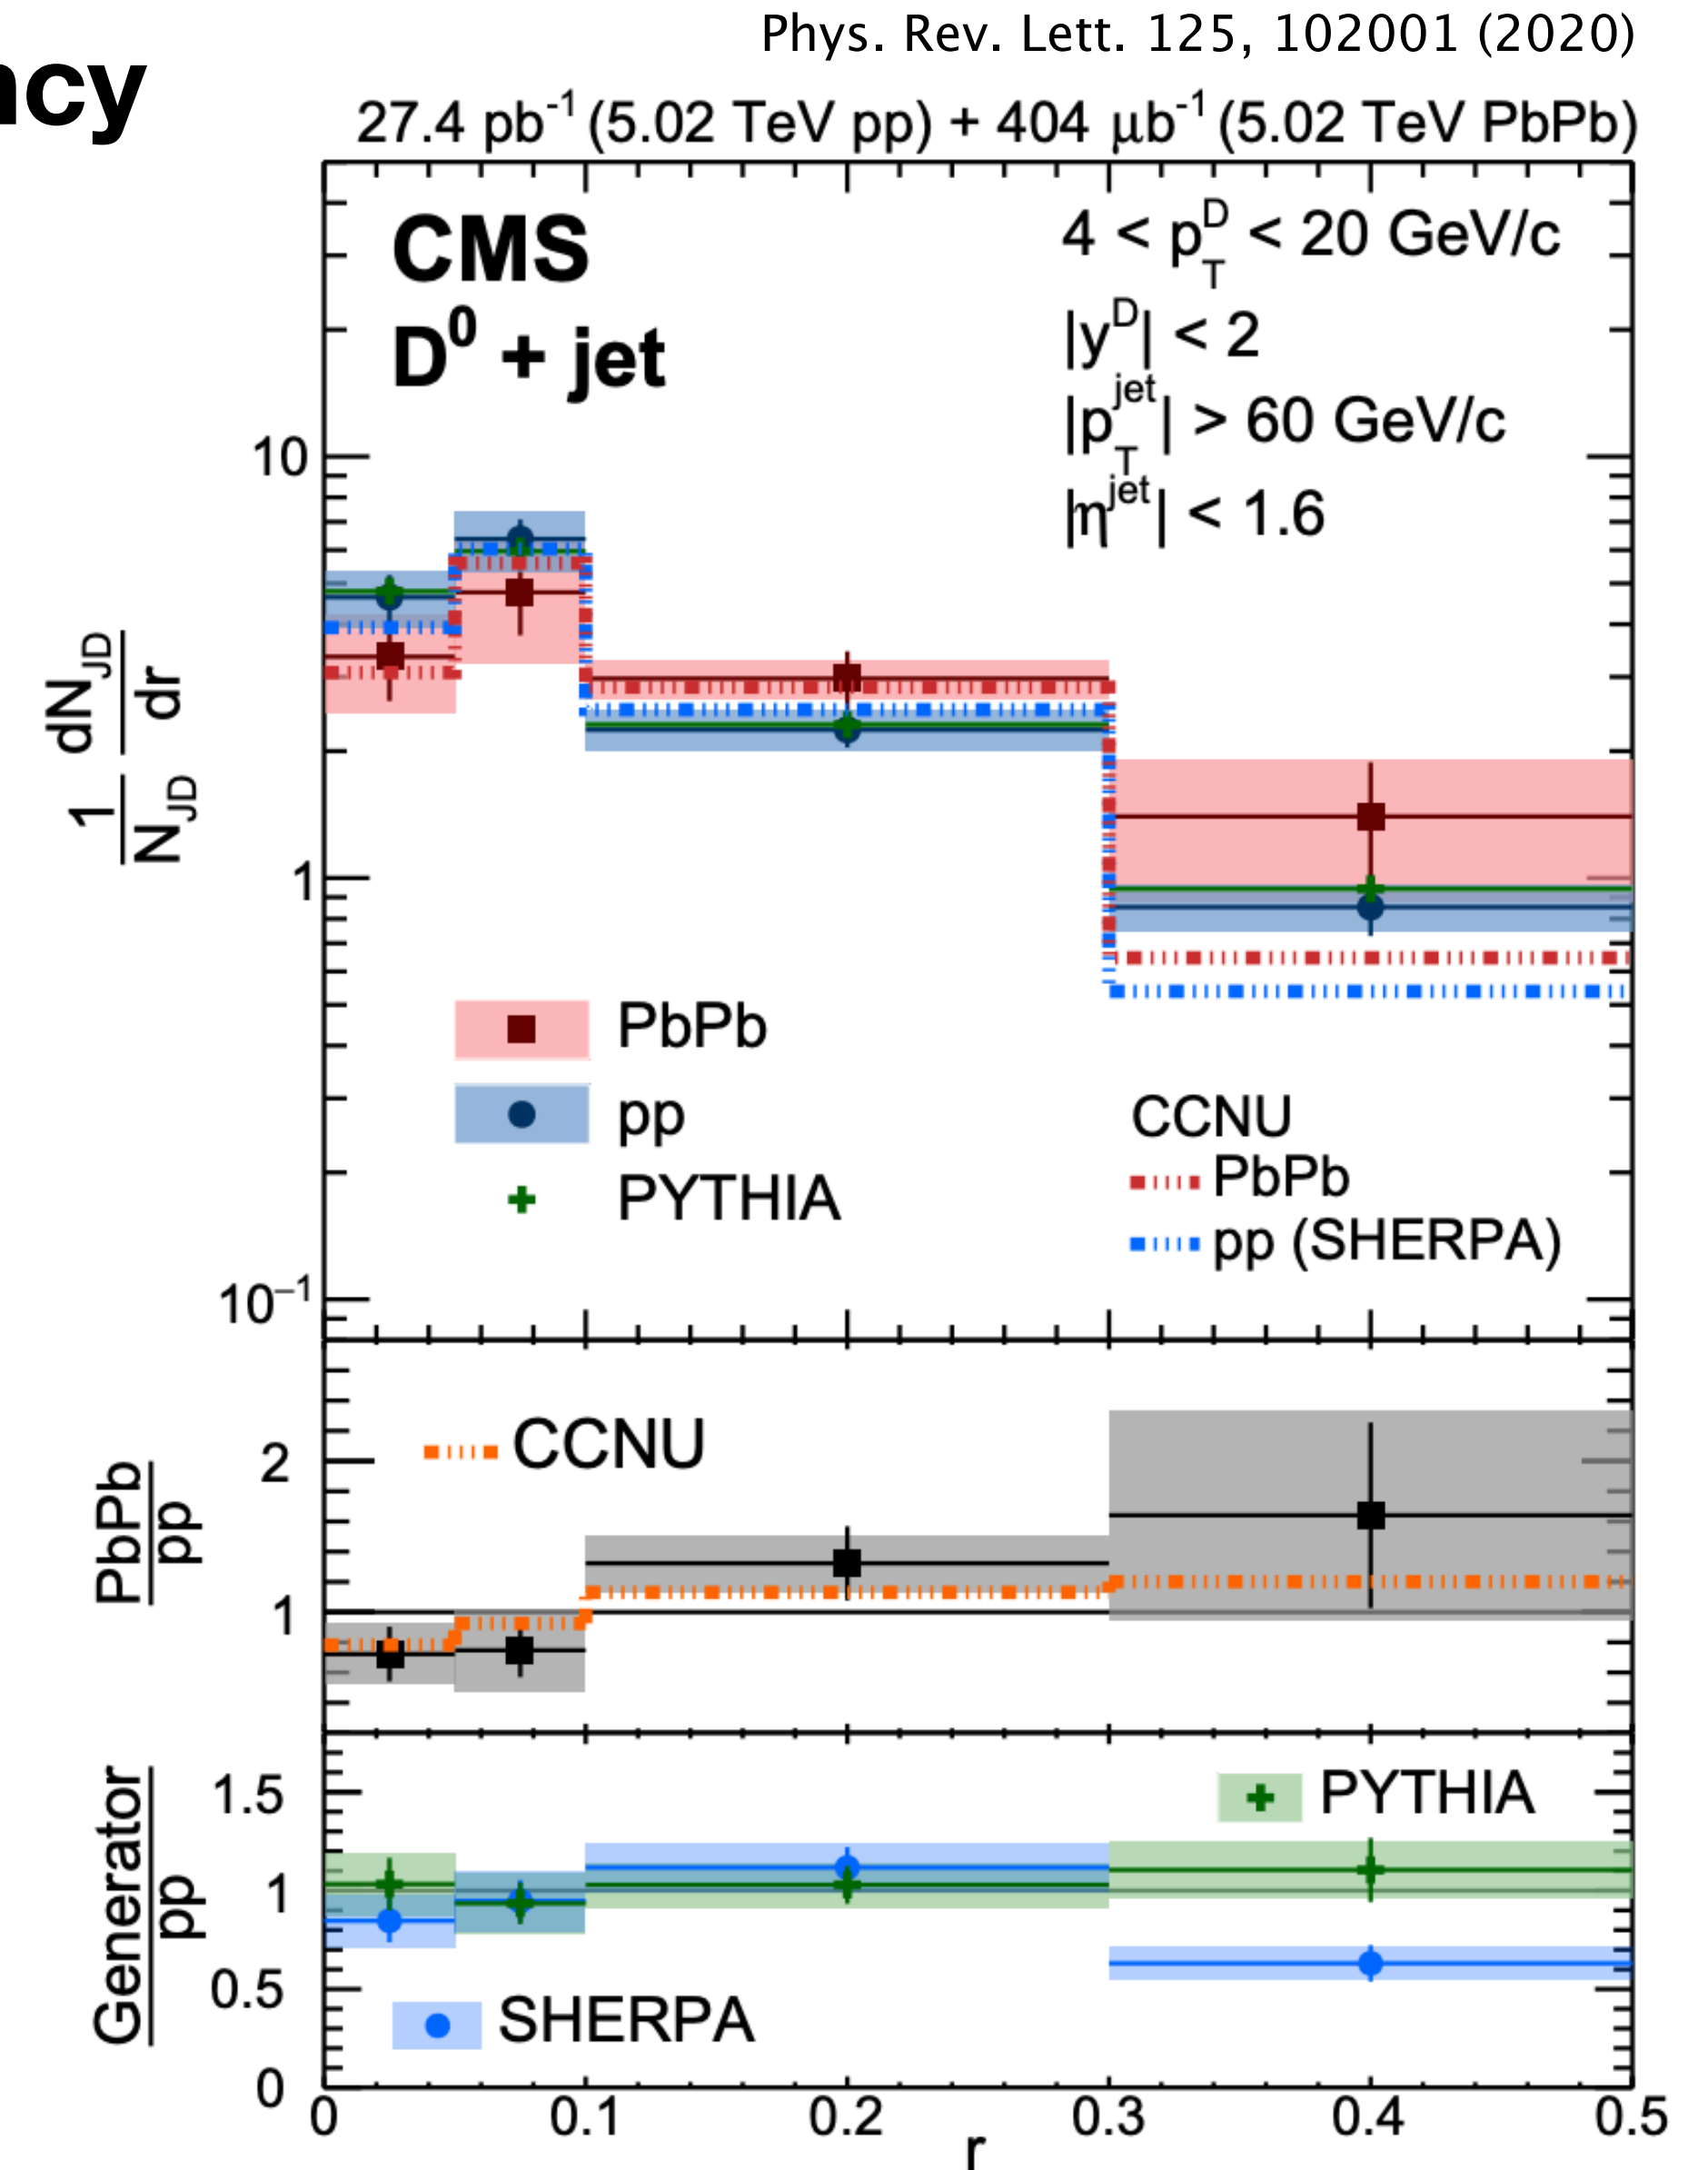 Phys. Rev. Lett. 125, 102001 (2020)
ncy
27.4 pb⁻¹ (5.02 TeV pp) + 404 μb⁻¹ (5.02 TeV PbPb)
CMS
D⁰ + jet
4 < p_T^D < 20 GeV/c
|y^D| < 2
|p_T^jet| > 60 GeV/c
|η^jet| < 1.6
10
1
10⁻¹
1/N_JD dN_JD/dr
PbPb
pp
PYTHIA
CCNU
PbPb
pp (SHERPA)
PbPb
pp
2
1
CCNU
Generator
pp
1.5
1
0.5
0
PYTHIA
SHERPA
0 0.1 0.2 0.3 0.4 0.5
r